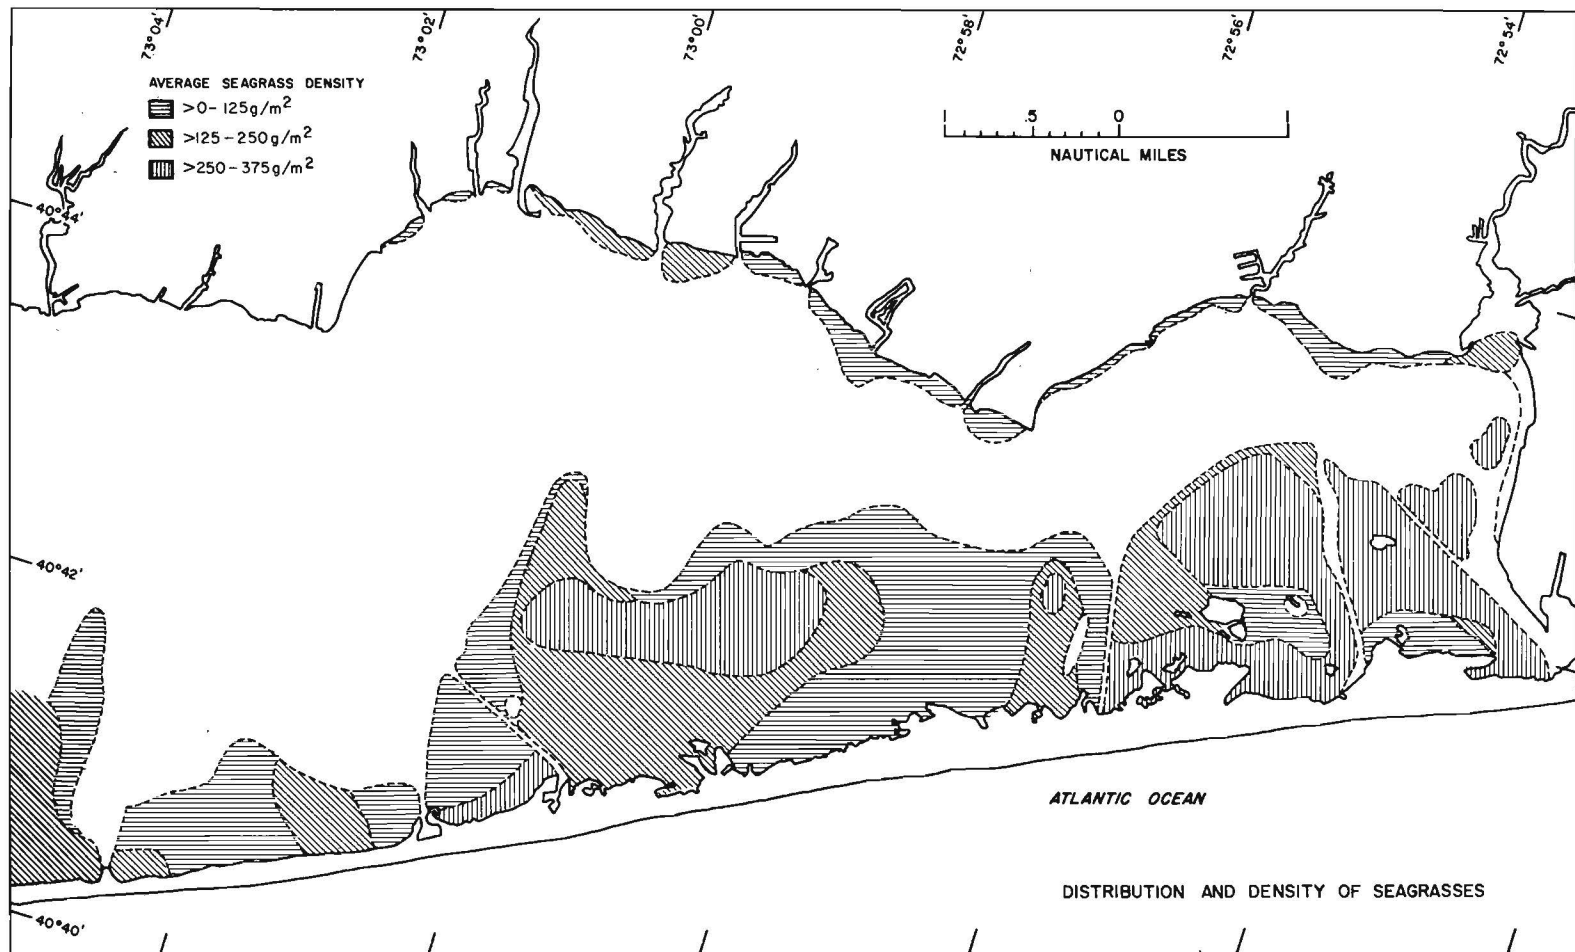 73°04'
73°02'
73°00'
72°58'
72°56'
72°54'
AVERAGE SEAGRASS DENSITY
>0-125g/m²
>125-250g/m²
>250-375g/m²
1 .5 0 1
NAUTICAL MILES
40°44'
40°42'
40°40'
ATLANTIC OCEAN
DISTRIBUTION AND DENSITY OF SEAGRASSES